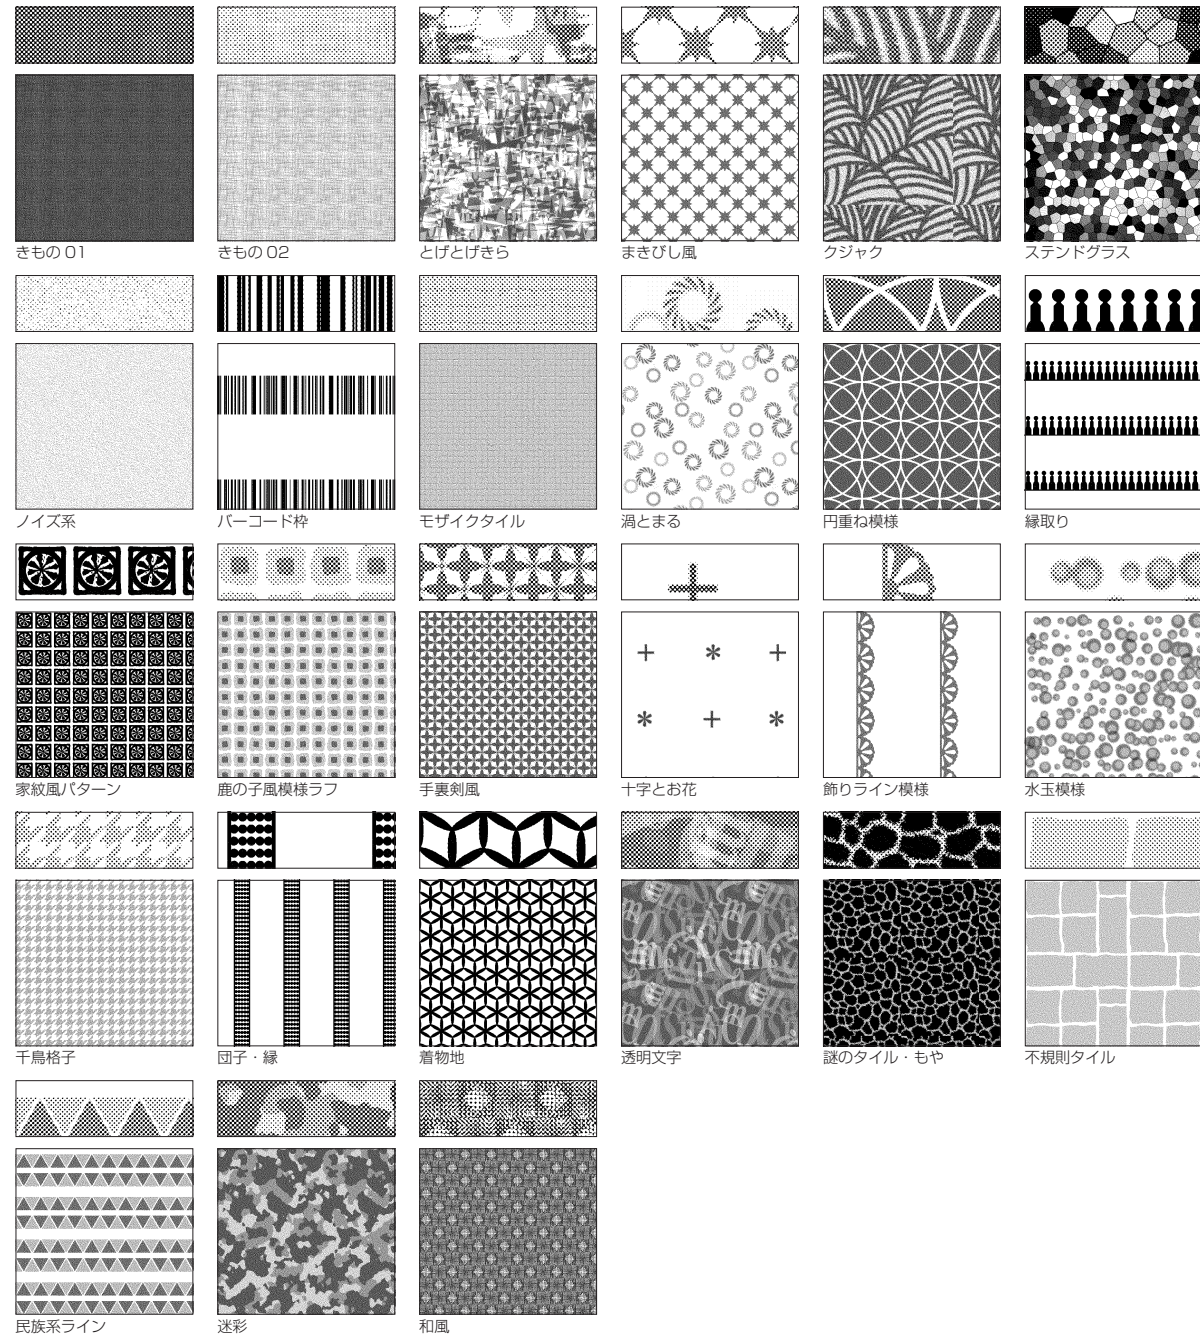 きもの 01
きもの 02
とげとげきら
まきびし風
クジャク
ステンドグラス
ノイズ系
バーコード枠
モザイクタイル
渦とまる
円重ね模様
縁取り
家紋風パターン
鹿の子風模様ラフ
手裏剣風
十字とお花
飾りライン模様
水玉模様
千鳥格子
団子・縁
着物地
透明文字
謎のタイル・もや
不規則タイル
民族系ライン
迷彩
和風